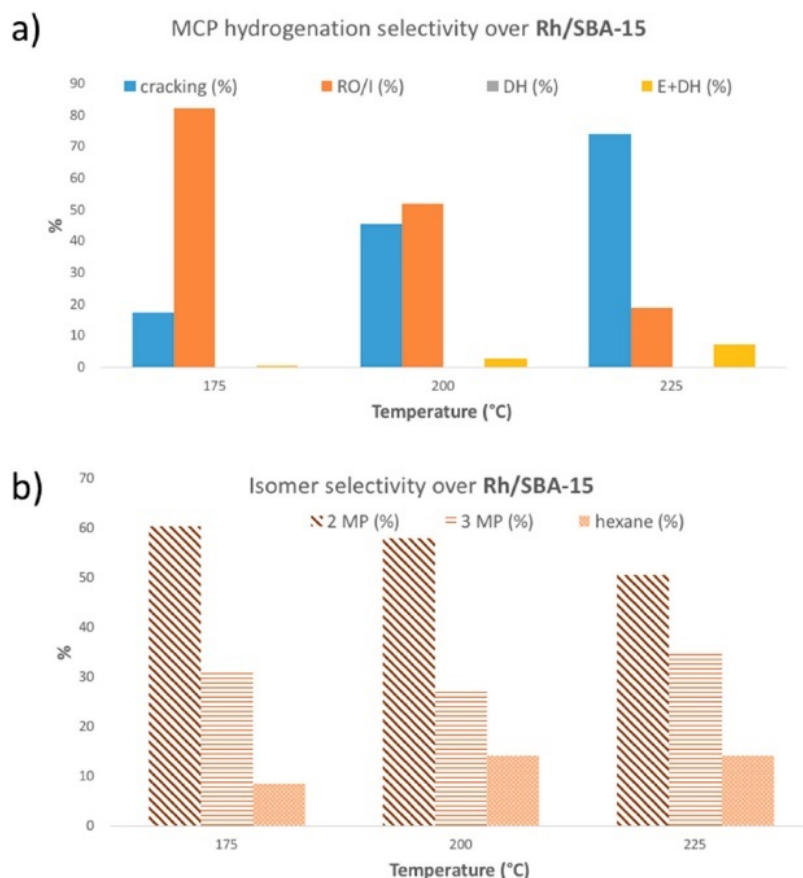 a)
MCP hydrogenation selectivity over Rh/SBA-15
cracking (%) RO/I (%) DH (%) E+DH (%)
90
80
70
60
50
40
30
20
10
0
%
175 200 225
Temperature (°C)
b)
Isomer selectivity over Rh/SBA-15
2 MP (%) 3 MP (%) hexane (%)
70
60
50
40
30
20
10
0
%
175 200 225
Temperature (°C)